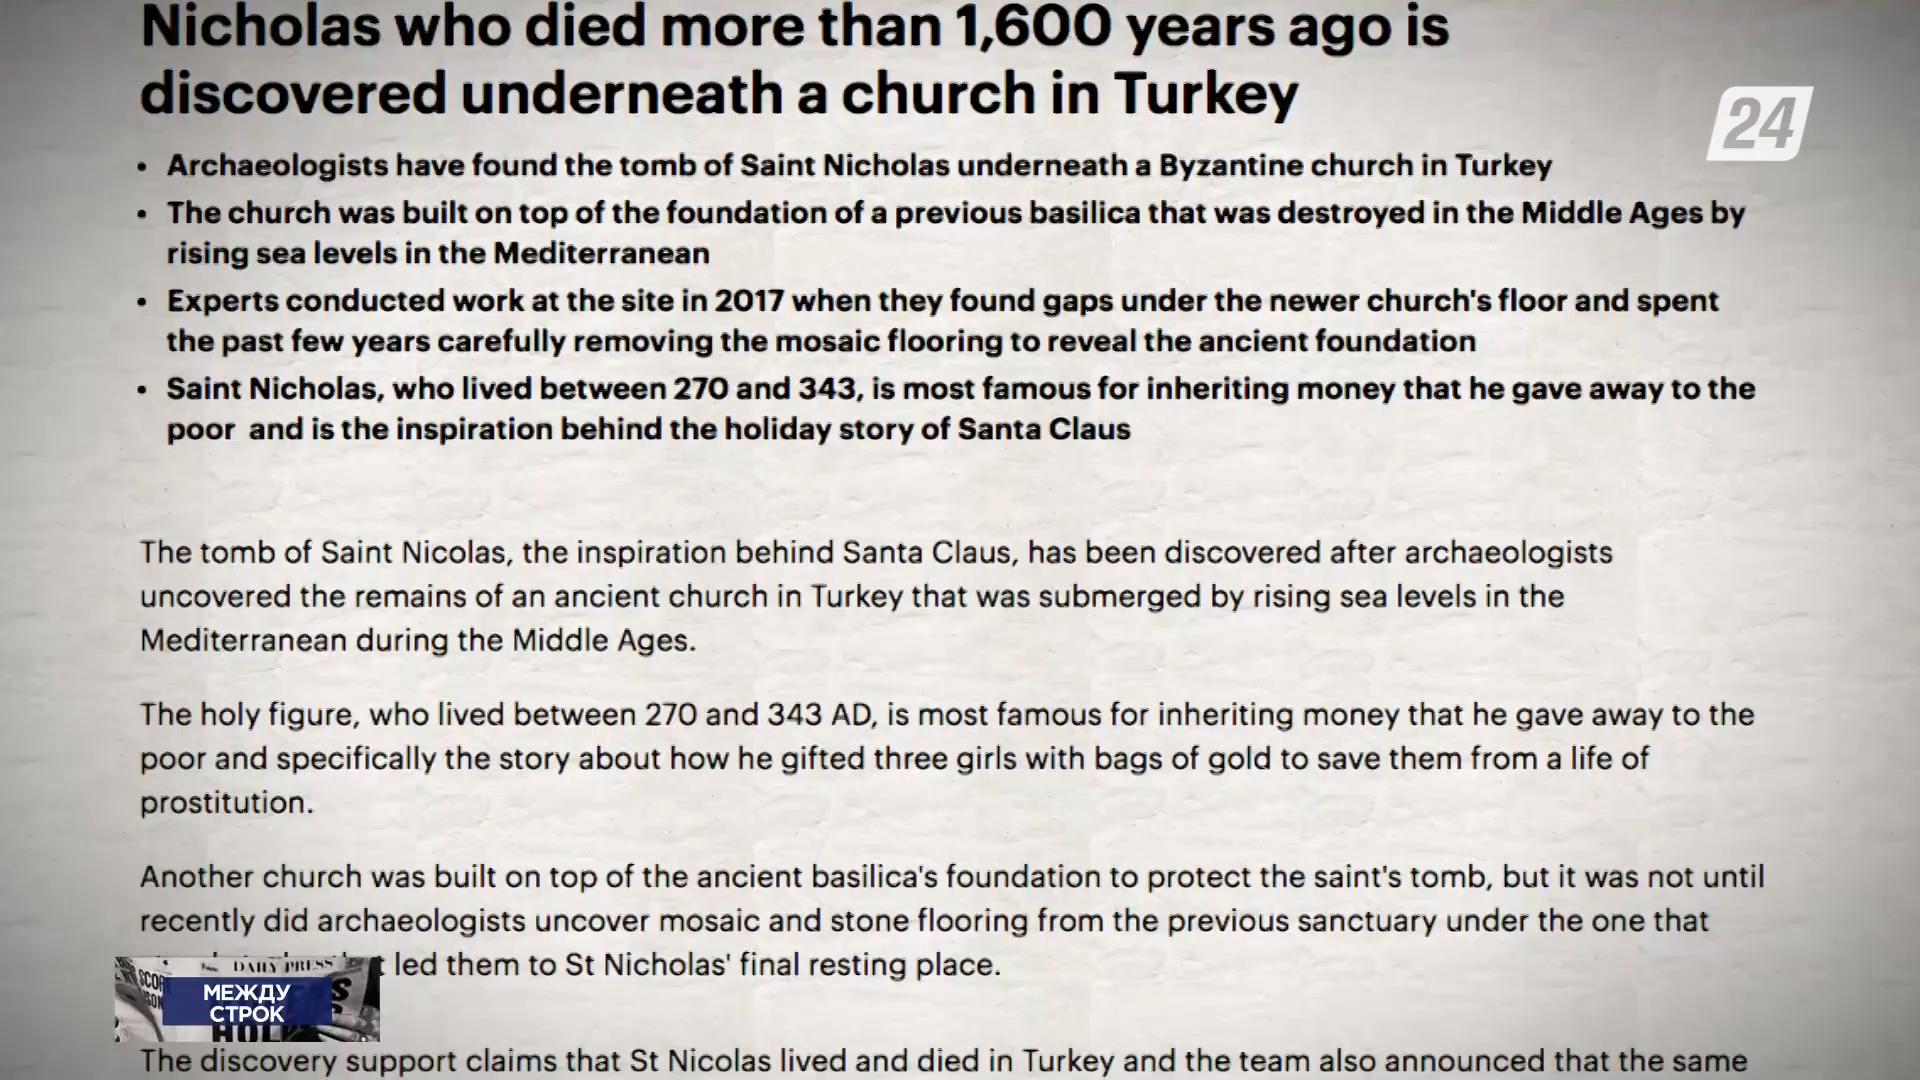 Nicholas who died more than 1,600 years ago is
discovered underneath a church in Turkey
24
• Archaeologists have found the tomb of Saint Nicholas underneath a Byzantine church in Turkey
• The church was built on top of the foundation of a previous basilica that was destroyed in the Middle Ages by
rising sea levels in the Mediterranean
• Experts conducted work at the site in 2017 when they found gaps under the newer church's floor and spent
the past few years carefully removing the mosaic flooring to reveal the ancient foundation
• Saint Nicholas, who lived between 270 and 343, is most famous for inheriting money that he gave away to the
poor and is the inspiration behind the holiday story of Santa Claus
The tomb of Saint Nicolas, the inspiration behind Santa Claus, has been discovered after archaeologists
uncovered the remains of an ancient church in Turkey that was submerged by rising sea levels in the
Mediterranean during the Middle Ages.
The holy figure, who lived between 270 and 343 AD, is most famous for inheriting money that he gave away to the
poor and specifically the story about how he gifted three girls with bags of gold to save them from a life of
prostitution.
Another church was built on top of the ancient basilica's foundation to protect the saint's tomb, but it was not until
recently did archaeologists uncover mosaic and stone flooring from the previous sanctuary under the one that
led them to St Nicholas' final resting place.
DAILY PRESS
МЕЖДУ
СТРОК
The discovery support claims that St Nicolas lived and died in Turkey and the team also announced that the same